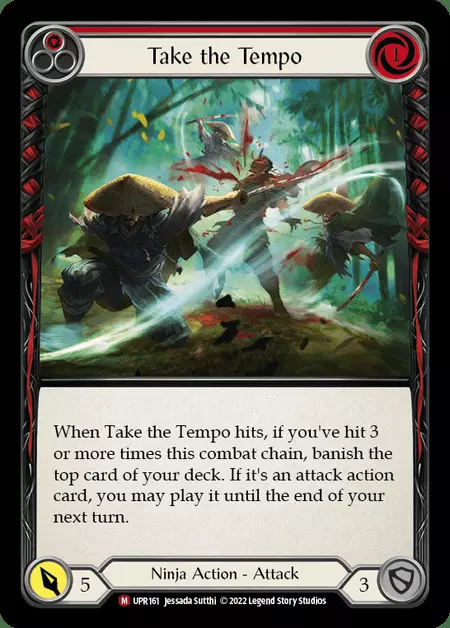 Take the Tempo
1
When Take the Tempo hits, if you've hit 3
or more times this combat chain, banish the
top card of your deck. If it's an attack action
card, you may play it until the end of your
next turn.
5
Ninja Action - Attack
3
M UPR161 Jessada Sutthi © 2022 Legend Story Studios